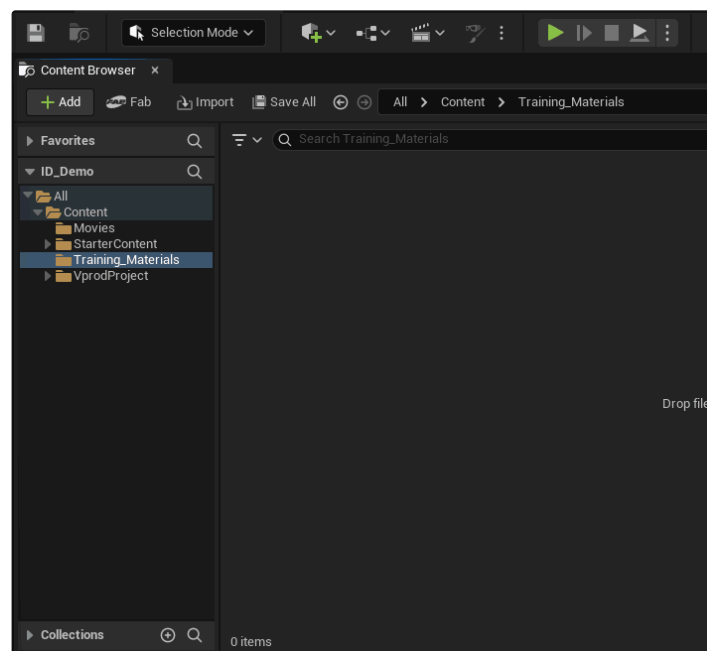 Selection Mode
Content Browser
Add Fab Import Save All All Content Training_Materials
Favorites
Search Training_Materials
ID_Demo
All
Content
Movies
StarterContent
Training_Materials
VprodProject
Drop file
Collections
0 items